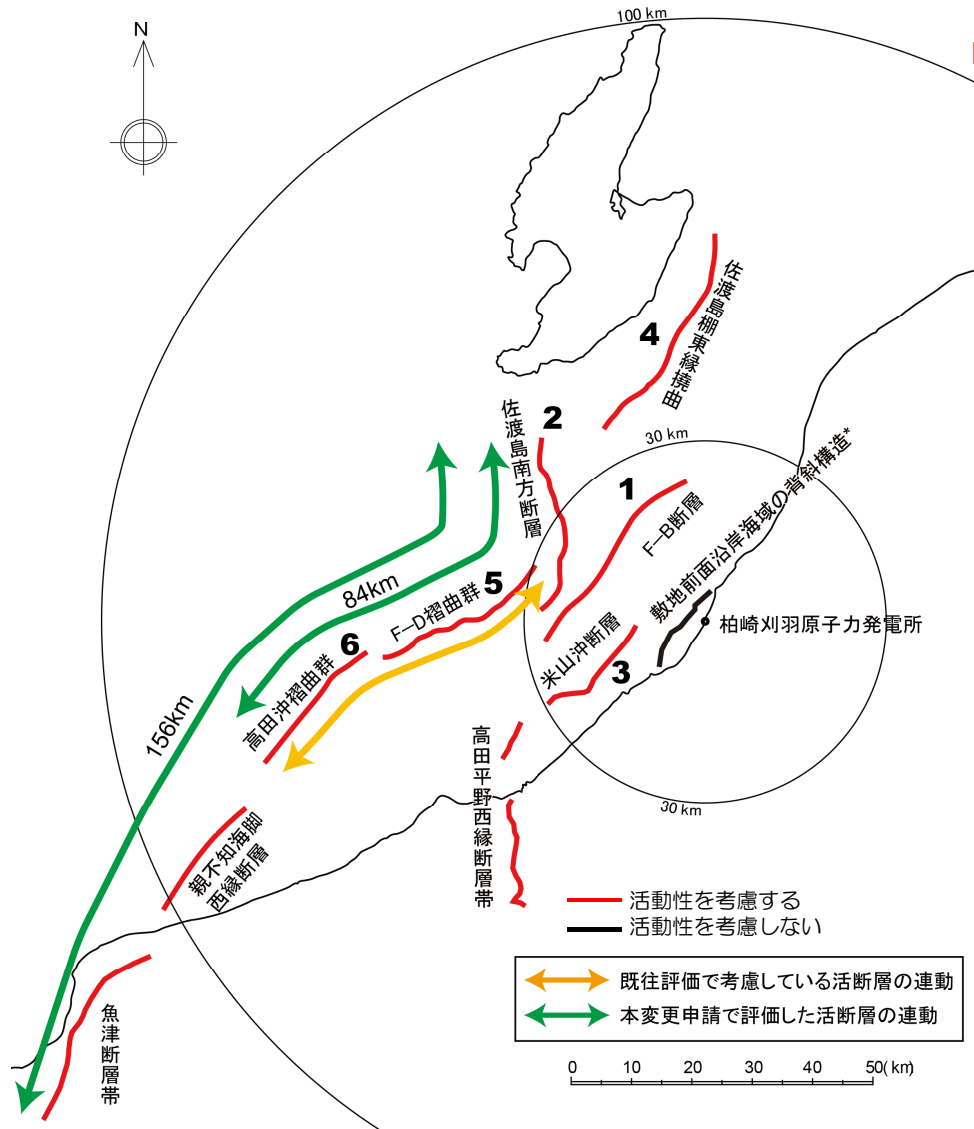 100 km
N
佐渡島棚東縁撓曲
4
2
佐渡島南方断層
30 km
1
F−B断層
敷地前面沿岸海域の背斜構造*
柏崎刈羽原子力発電所
84km
5
F−D褶曲群
6
高田沖褶曲群
米山沖断層
3
156km
高田平野西縁断層帯
30 km
親不知海脚
西縁断層
魚津断層帯
活動性を考慮する
活動性を考慮しない
既往評価で考慮している活断層の連動
本変更申請で評価した活断層の連動
0 10 20 30 40 50(km)